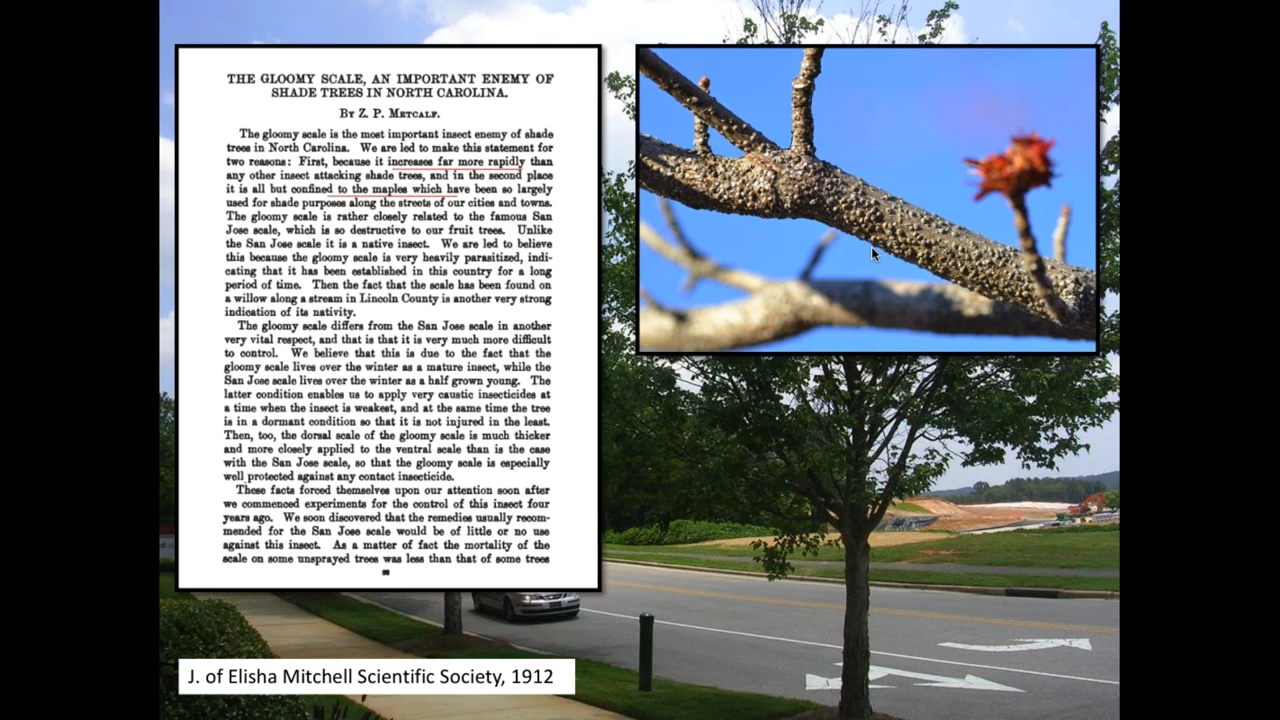 THE GLOOMY SCALE, AN IMPORTANT ENEMY OF
SHADE TREES IN NORTH CAROLINA.
By Z. P. Metcalf.
The gloomy scale is the most important insect enemy of shade
trees in North Carolina. We are led to make this statement for
two reasons: First, because it increases far more rapidly than
any other insect attacking shade trees, and in the second place
it is all but confined to the maples which have been so largely
used for shade purposes along the streets of our cities and towns.
The gloomy scale is rather closely related to the famous San
Jose scale, which is so destructive to our fruit trees. Unlike
the San Jose scale it is a native insect. We are led to believe
this because the gloomy scale is very heavily parasitized, indi-
cating that it has been established in this country for a long
period of time. Then the fact that the scale has been found on
a willow along a stream in Lincoln County is another very strong
indication of its nativity.
The gloomy scale differs from the San Jose scale in another
very vital respect, and that is that it is very much more difficult
to control. We believe that this is due to the fact that the
gloomy scale lives over the winter as a mature insect, while the
San Jose scale lives over the winter as a half grown young. The
latter condition enables us to apply very caustic insecticides at
a time when the insect is weakest, and at the same time the tree
is in a dormant condition so that it is not injured in the least.
Then, too, the dorsal scale of the gloomy scale is much thicker
and more closely applied to the ventral scale than is the case
with the San Jose scale, so that the gloomy scale is especially
well protected against any contact insecticide.
These facts forced themselves upon our attention soon after
we commenced experiments for the control of this insect four
years ago. We soon discovered that the remedies usually recom-
mended for the San Jose scale would be of little or no use
against this insect. As a matter of fact the mortality of the
scale on some unsprayed trees was less than that of some trees
J. of Elisha Mitchell Scientific Society, 1912